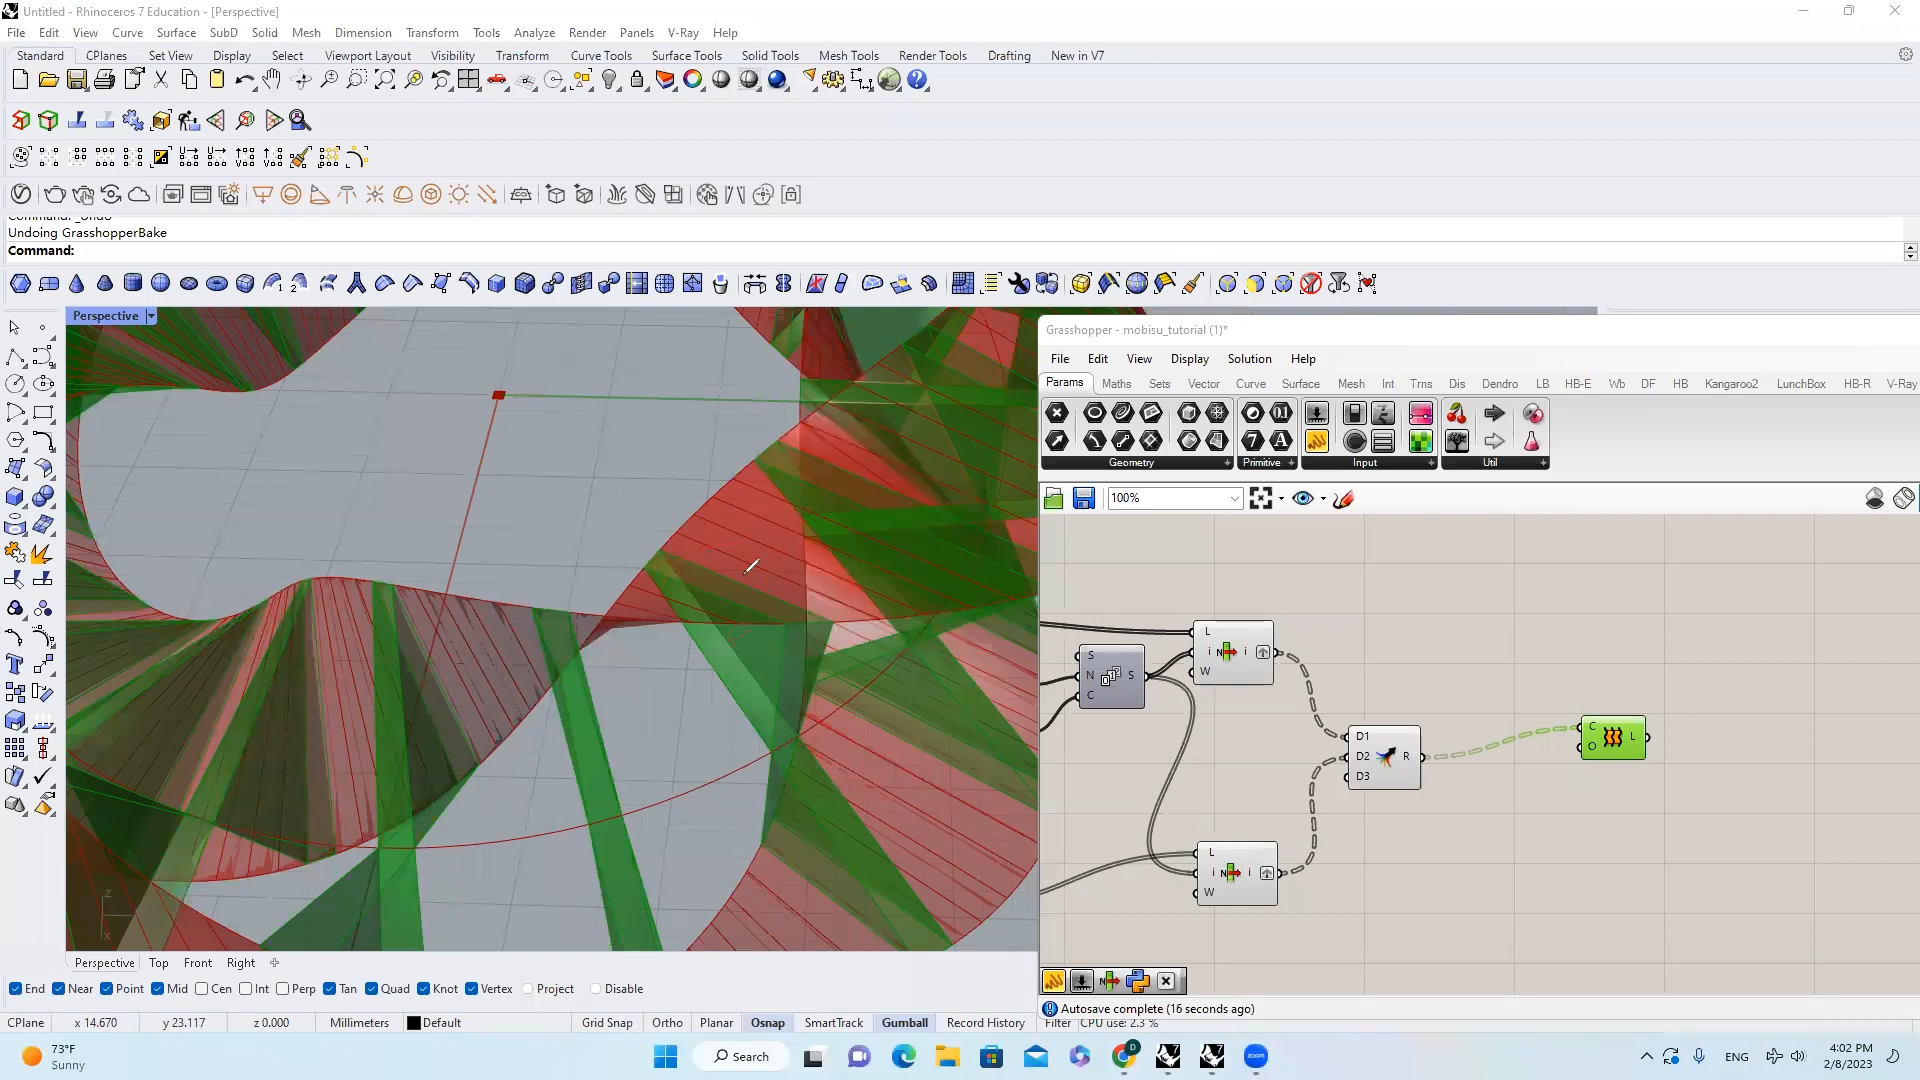 Untitled - Rhinoceros 7 Education - [Perspective]
File Edit View Curve Surface SubD Solid Mesh Dimension Transform Tools Analyze Render Panels V-Ray Help
Standard CPlanes Set View Display Select Viewport Layout Visibility Transform Curve Tools Surface Tools Solid Tools Mesh Tools Render Tools Drafting New in V7
Command: _Undo
Undoing GrasshopperBake
Command:
Perspective
Grasshopper - mobisu_tutorial (1)*
File Edit View Display Solution Help
Params Maths Sets Vector Curve Surface Mesh Int Trns Dis Dendro LB HB-E Wb DF HB Kangaroo2 LunchBox HB-R V-Ray
Geometry + Primitive + Input + Util +
100%
L
i N i
W
S
N S
C
D1
D2 R
D3
C
O L
L
i N i
W
z
x
Perspective Top Front Right
End Near Point Mid Cen Int Perp Tan Quad Knot Vertex Project Disable
Autosave complete (16 seconds ago)
CPlane x 14.670 y 23.117 z 0.000 Millimeters Default Grid Snap Ortho Planar Osnap SmartTrack Gumball Record History Filter CPU use: 2.3 %
73°F
Sunny
Search
D
zoom
ENG
4:02 PM
2/8/2023